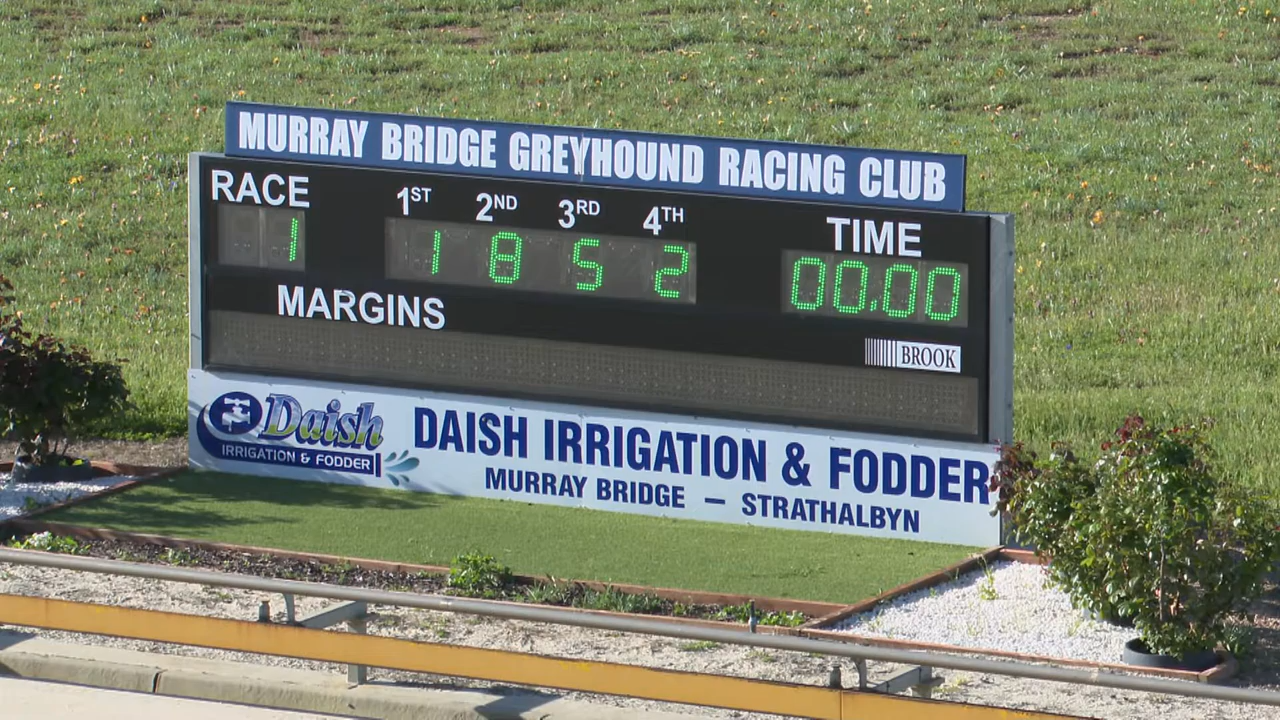 MURRAY BRIDGE GREYHOUND RACING CLUB
RACE 1ST 2ND 3RD 4TH TIME
1 1 8 5 2 00.00
MARGINS
BROOK
Daish
IRRIGATION & FODDER
DAISH IRRIGATION & FODDER
MURRAY BRIDGE — STRATHALBYN